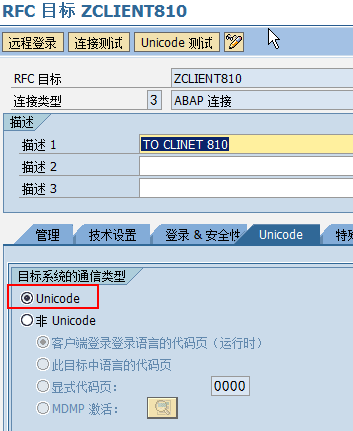 RFC 目标 ZCLIENT810
远程登录 连接测试 Unicode 测试
RFC 目标 ZCLIENT810
连接类型 3 ABAP 连接
描述
描述 1 TO CLINET 810
描述 2
描述 3
管理 技术设置 登录 & 安全性 Unicode 特殊
目标系统的通信类型
Unicode
非 Unicode
客户端登录登录语言的代码页（运行时）
此目标中语言的代码页
显式代码页： 0000
MDMP 激活：